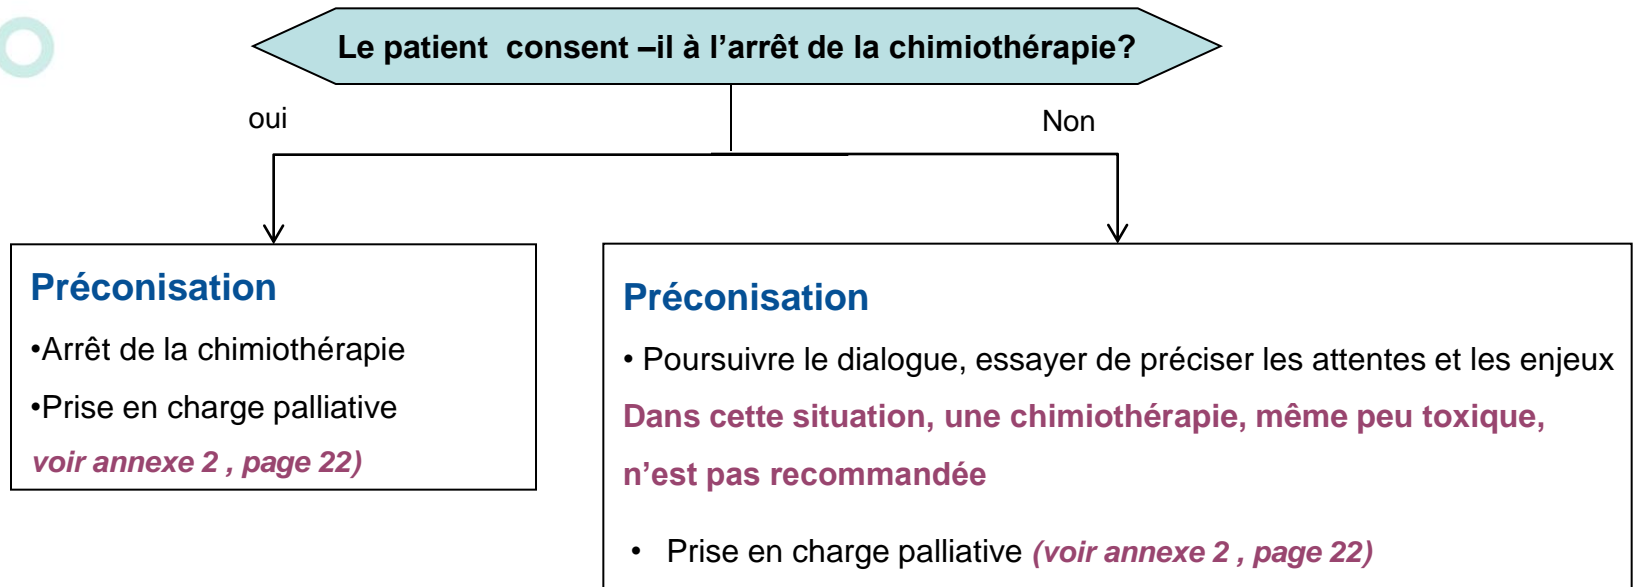 Le patient  consent –il à l’arrêt de la chimiothérapie?
oui
Non
Préconisation
•Arrêt de la chimiothérapie
•Prise en charge palliative
voir annexe 2 , page 22)
Préconisation
• Poursuivre le dialogue, essayer de préciser les attentes et les enjeux
Dans cette situation, une chimiothérapie, même peu toxique,
n’est pas recommandée
• Prise en charge palliative (voir annexe 2 , page 22)